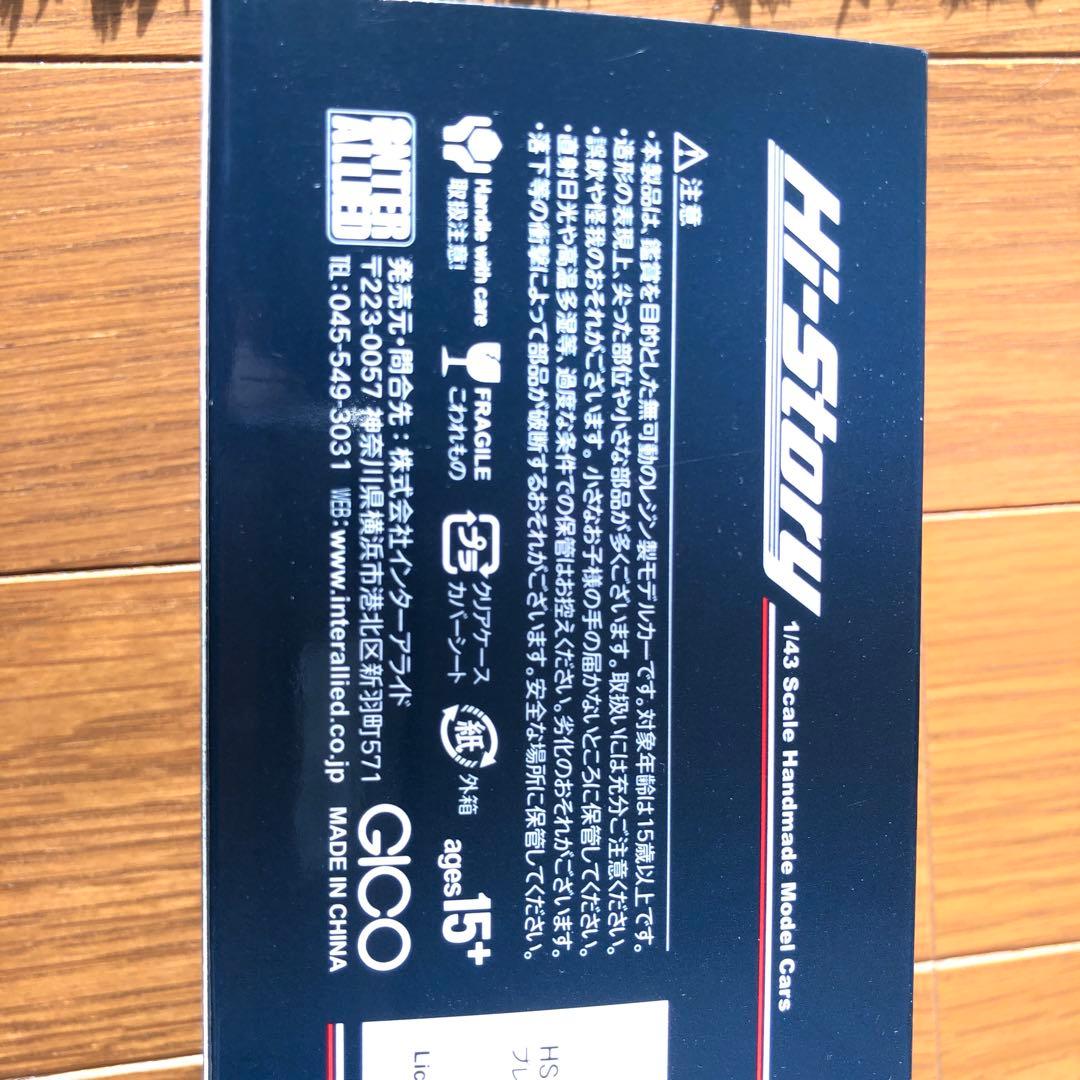 Hi-Story
1/43 Scale Handmade Model Cars
注意
・本製品は、鑑賞を目的とした無可動のレジン製モデルカーです。対象年齢は15歳以上です。
・造形の表現上、尖った部位や小さな部品が多くございます。取扱いには充分ご注意ください。
・誤飲や怪我のおそれがございます。小さなお子様の手の届かないところに保管してください。
・直射日光や高温多湿等、過度な条件での保管はお控えください。劣化のおそれがございます。
・落下等の衝撃によって部品が破断するおそれがございます。安全な場所に保管してください。
Handle with care
取扱注意!
FRAGILE
こわれもの
プラ
クリアケース
カバーシート
紙
外箱
ages 15+
INTER
ALLIED
発売元・問合先：株式会社インターアライド
〒223-0057 神奈川県横浜市港北区新羽町571
TEL:045-549-3031 WEB:www.interallied.co.jp MADE IN CHINA
GICO
HS
プレ
Lic